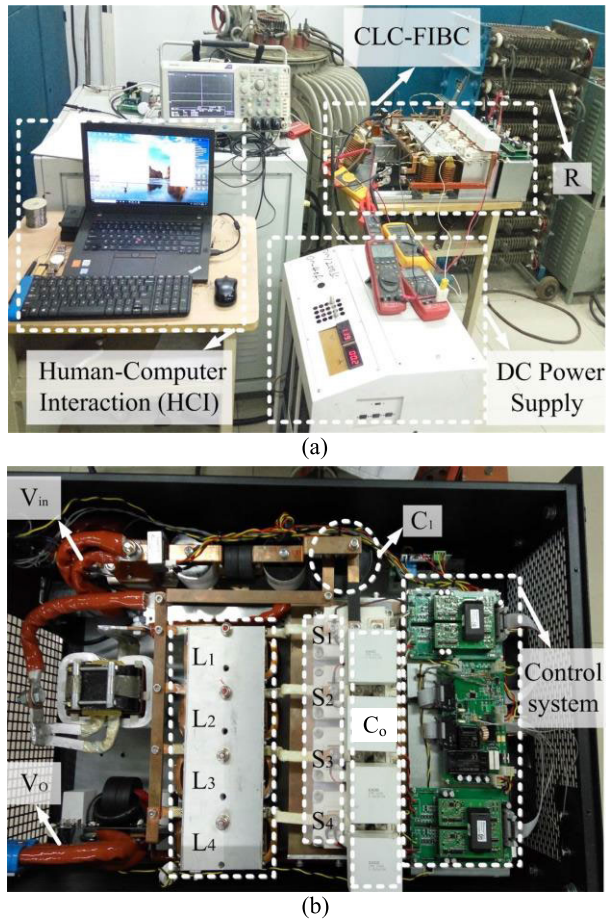 CLC-FIBC
R
Human-Computer
Interaction (HCI)
DC Power
Supply
(a)
Vin
C1
S1
L1
Control
system
S2
L2
Co
S3
L3
S4
VO
L4
(b)